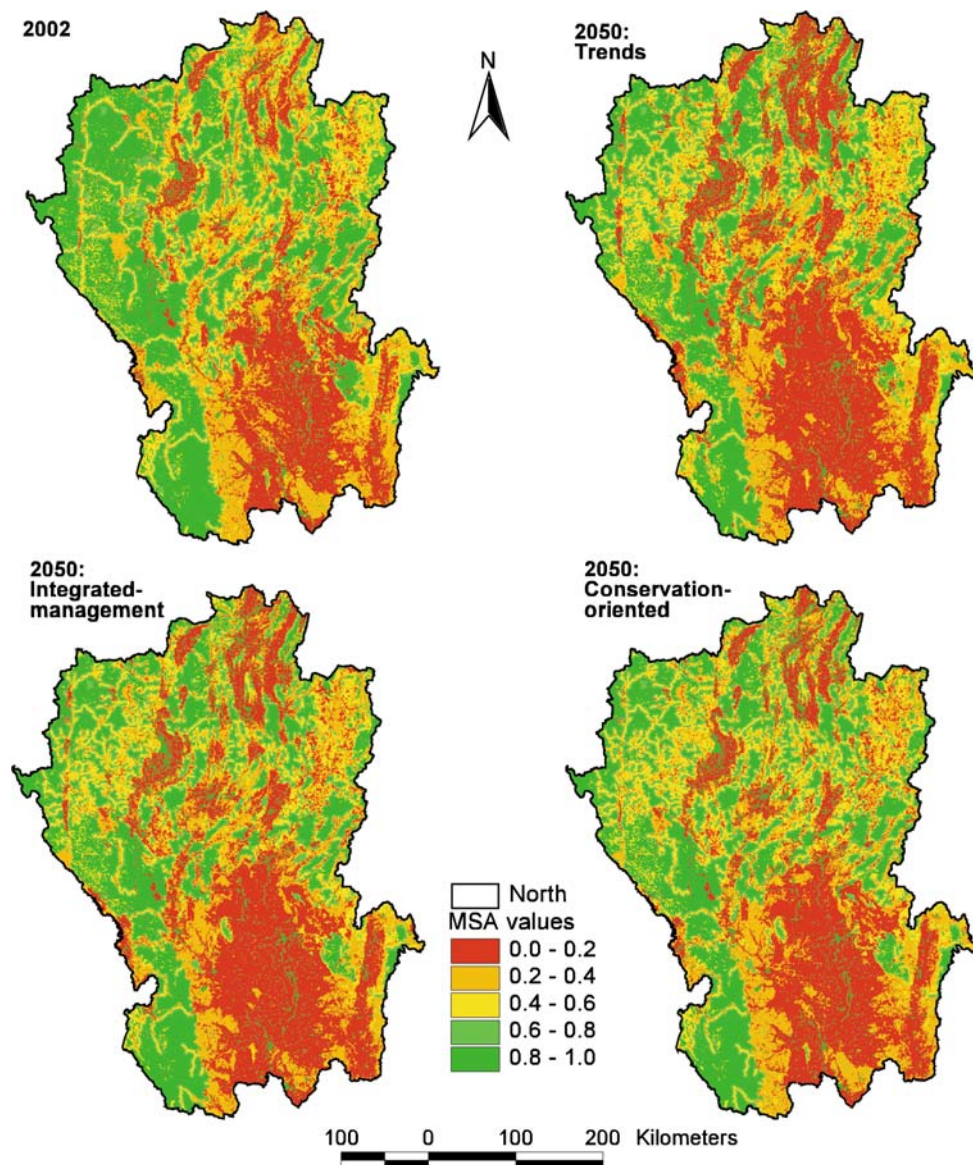 2002
2050:
Trends
N
2050:
Integrated-
management
2050:
Conservation-
oriented
North
MSA values
0.0 - 0.2
0.2 - 0.4
0.4 - 0.6
0.6 - 0.8
0.8 - 1.0
100 0 100 200 Kilometers